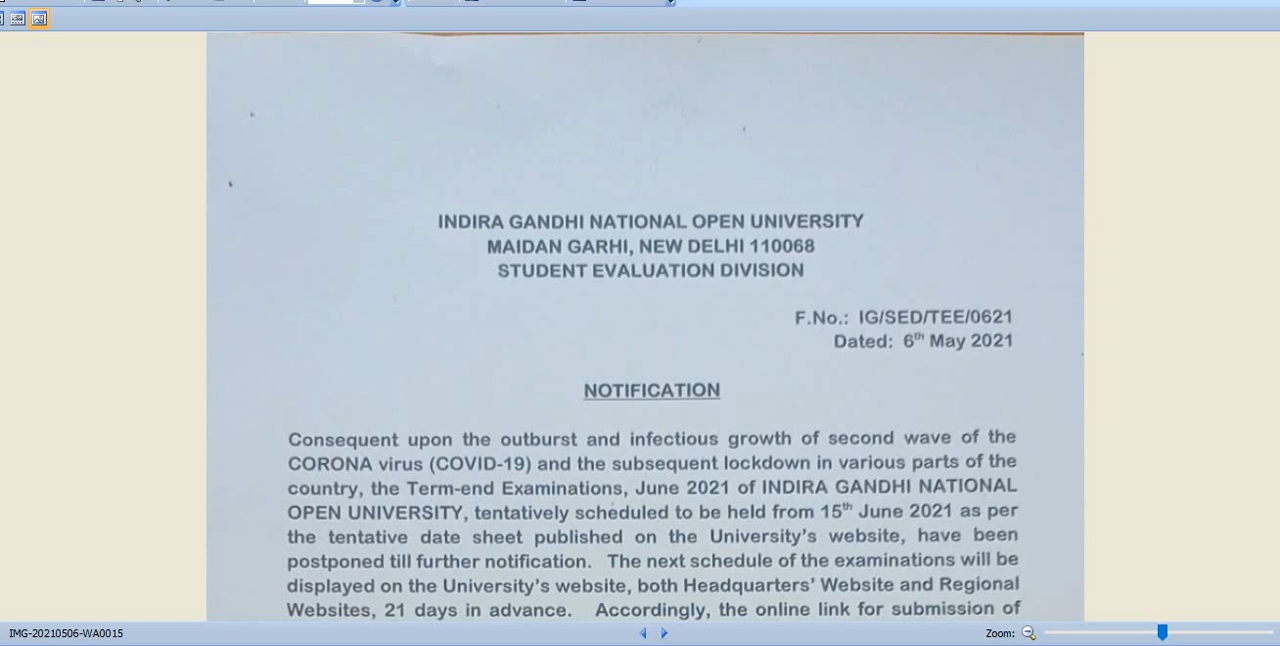 INDIRA GANDHI NATIONAL OPEN UNIVERSITY
MAIDAN GARHI, NEW DELHI 110068
STUDENT EVALUATION DIVISION
F.No.: IG/SED/TEE/0621
Dated: 6th May 2021
NOTIFICATION
Consequent upon the outburst and infectious growth of second wave of the
CORONA virus (COVID-19) and the subsequent lockdown in various parts of the
country, the Term-end Examinations, June 2021 of INDIRA GANDHI NATIONAL
OPEN UNIVERSITY, tentatively scheduled to be held from 15th June 2021 as per
the tentative date sheet published on the University's website, have been
postponed till further notification. The next schedule of the examinations will be
displayed on the University's website, both Headquarters' Website and Regional
Websites, 21 days in advance. Accordingly, the online link for submission of
IMG-20210506-WA0015
Zoom: